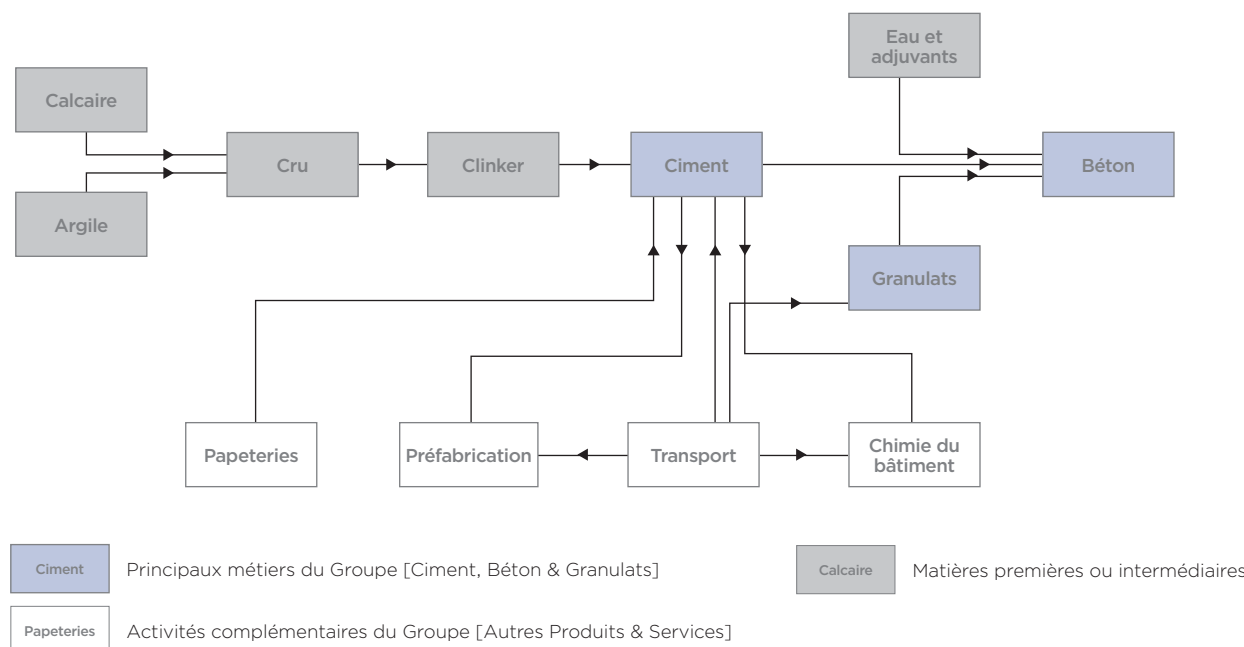 Eau et
adjuvants
Calcaire
Cru
Clinker
Ciment
Béton
Argile
Granulats
Papeteries
Préfabrication
Transport
Chimie du
bâtiment
Ciment
Principaux métiers du Groupe [Ciment, Béton & Granulats]
Calcaire
Matières premières ou intermédiaires
Papeteries
Activités complémentaires du Groupe [Autres Produits & Services]